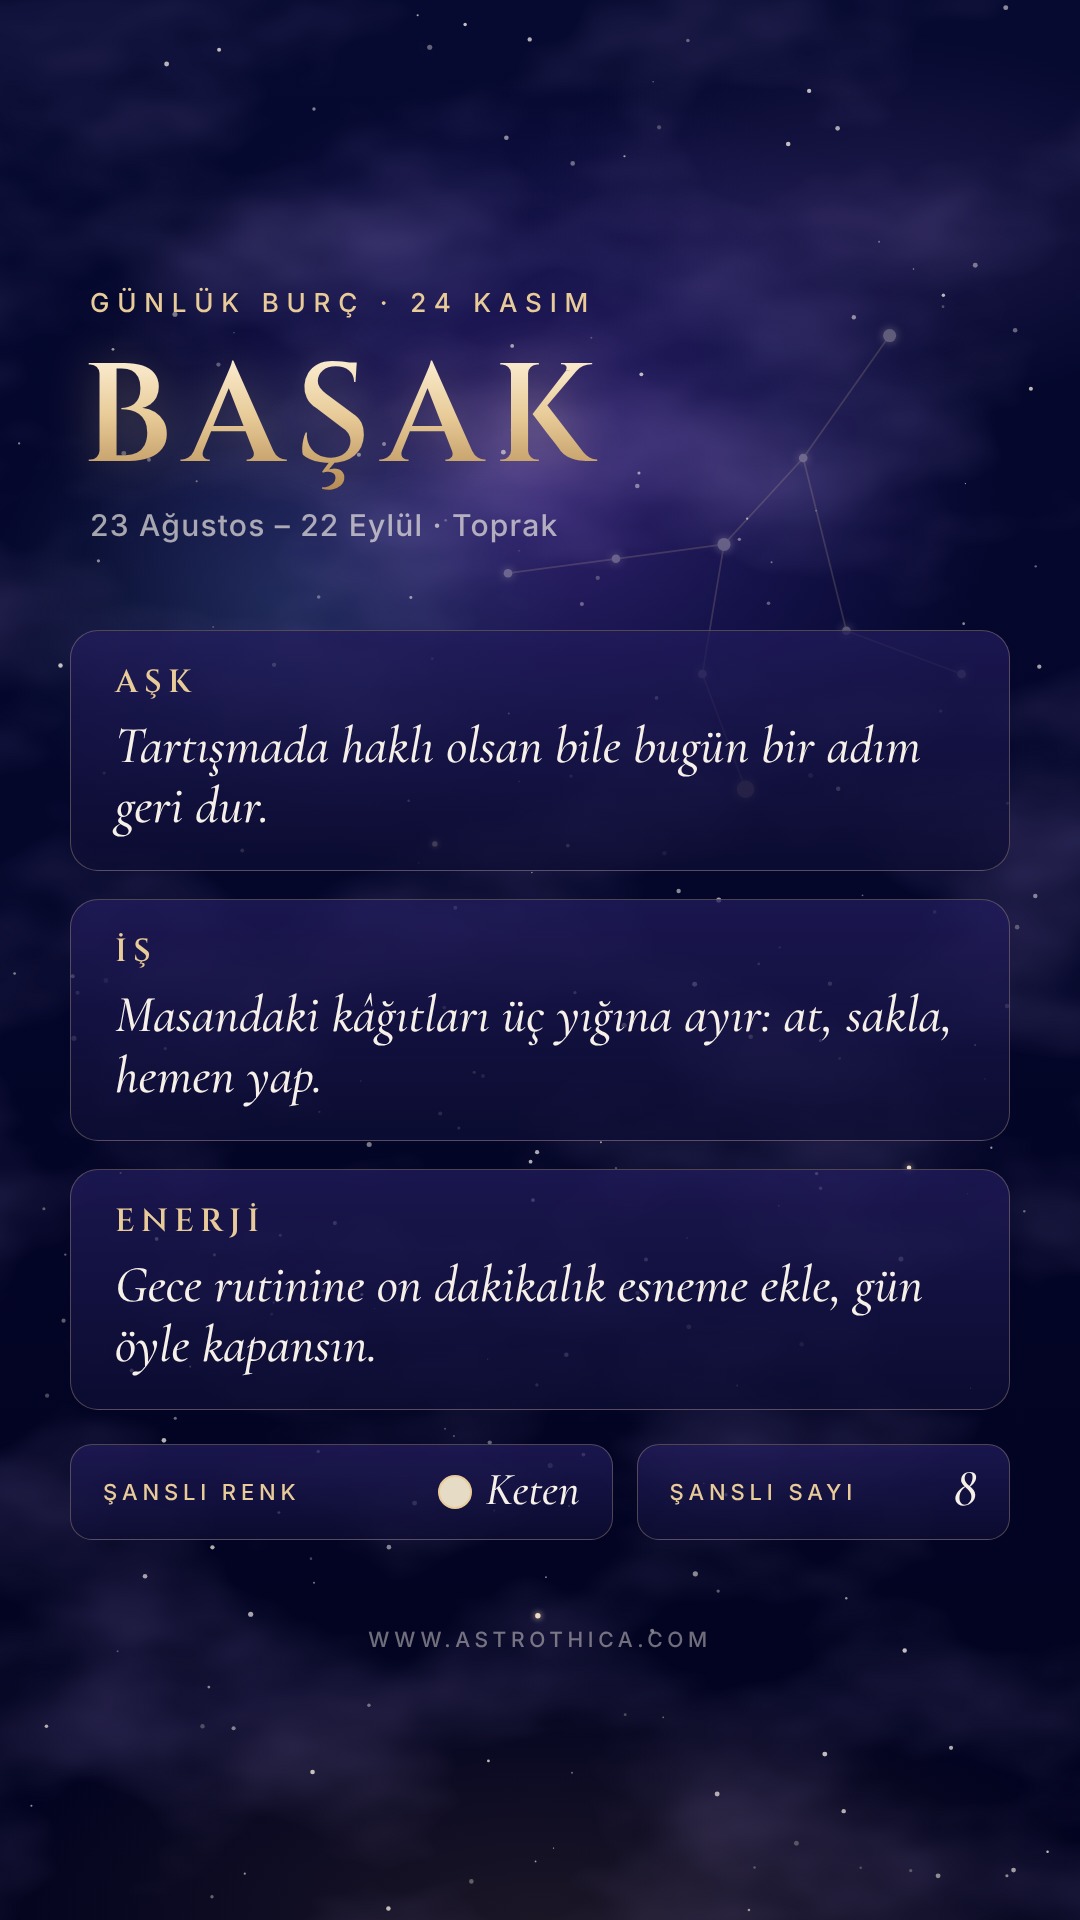 GÜNLÜK BURÇ · 24 KASIM
BAŞAK
23 Ağustos – 22 Eylül · Toprak
AŞK
Tartışmada haklı olsan bile bugün bir adım
geri dur.
İŞ
Masandaki kâğıtları üç yığına ayır: at, sakla,
hemen yap.
ENERJİ
Gece rutinine on dakikalık esneme ekle, gün
öyle kapansın.
ŞANSLI RENK
Keten
ŞANSLI SAYI
8
WWW.ASTROTHICA.COM